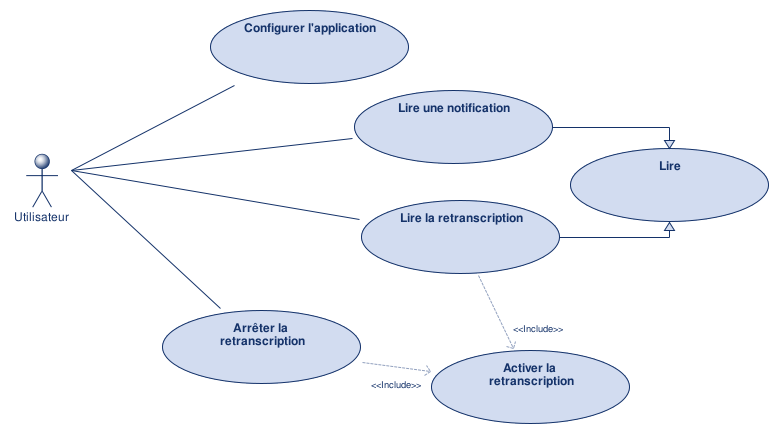 Configurer l'application
Lire une notification
Lire
Utilisateur
Lire la retranscription
Arrêter la
retranscription
<<Include>>
<<Include>>
Activer la
retranscription